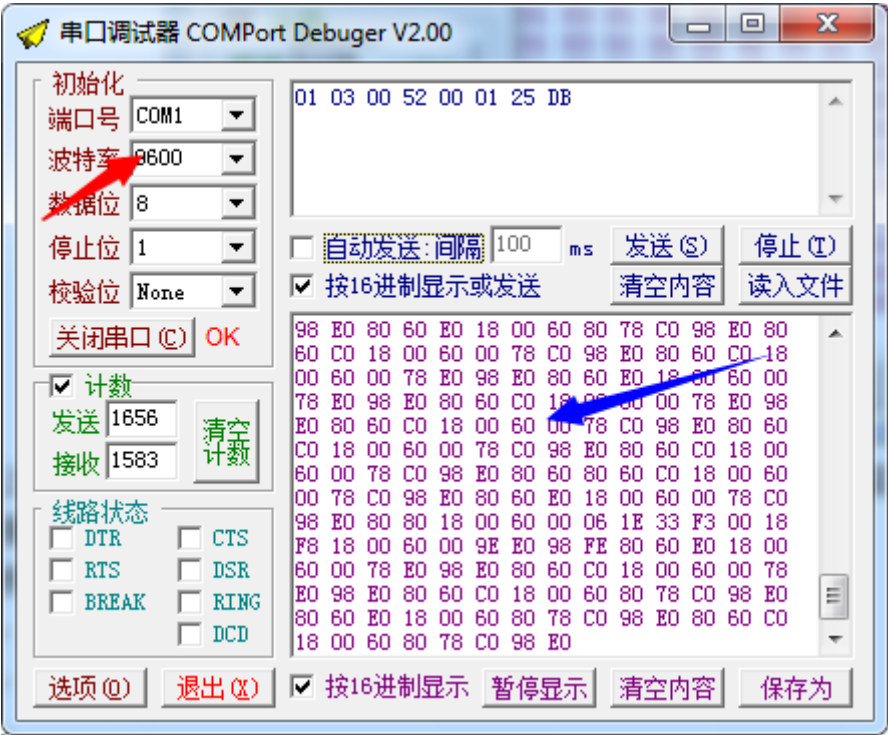 串口调试器 COMPort Debuger V2.00
初始化
端口号 COM1
波特率 9600
数据位 8
停止位 1
校验位 None
关闭串口(C) OK
计数
发送 1656
接收 1583
清空计数
线路状态
DTR CTS
RTS DSR
BREAK RING
DCD
选项(O) 退出(X)
01 03 00 52 00 01 25 DB
自动发送:间隔 100 ms 发送(S) 停止(T)
按16进制显示或发送 清空内容 读入文件
98 E0 80 60 E0 18 00 60 80 78 C0 98 E0 80
60 C0 18 00 60 00 78 C0 98 E0 80 60 C0 18
00 60 00 78 E0 98 E0 80 60 E0 18 00 60 00
78 E0 98 E0 80 60 C0 18 00 60 00 78 E0 98
E0 80 60 C0 18 00 60 00 78 C0 98 E0 80 60
C0 18 00 60 00 78 C0 98 E0 80 60 C0 18 00
60 00 78 C0 98 E0 80 60 80 60 C0 18 00 60
00 78 C0 98 E0 80 60 E0 18 00 60 00 78 C0
98 E0 80 80 18 00 60 00 06 1E 33 F3 00 18
F8 18 00 60 00 9E E0 98 FE 80 60 E0 18 00
60 00 78 E0 98 E0 80 60 C0 18 00 60 00 78
E0 98 E0 80 60 C0 18 00 60 80 78 C0 98 E0
80 60 E0 18 00 60 80 78 C0 98 E0 80 60 C0
18 00 60 80 78 C0 98 E0
按16进制显示 暂停显示 清空内容 保存为